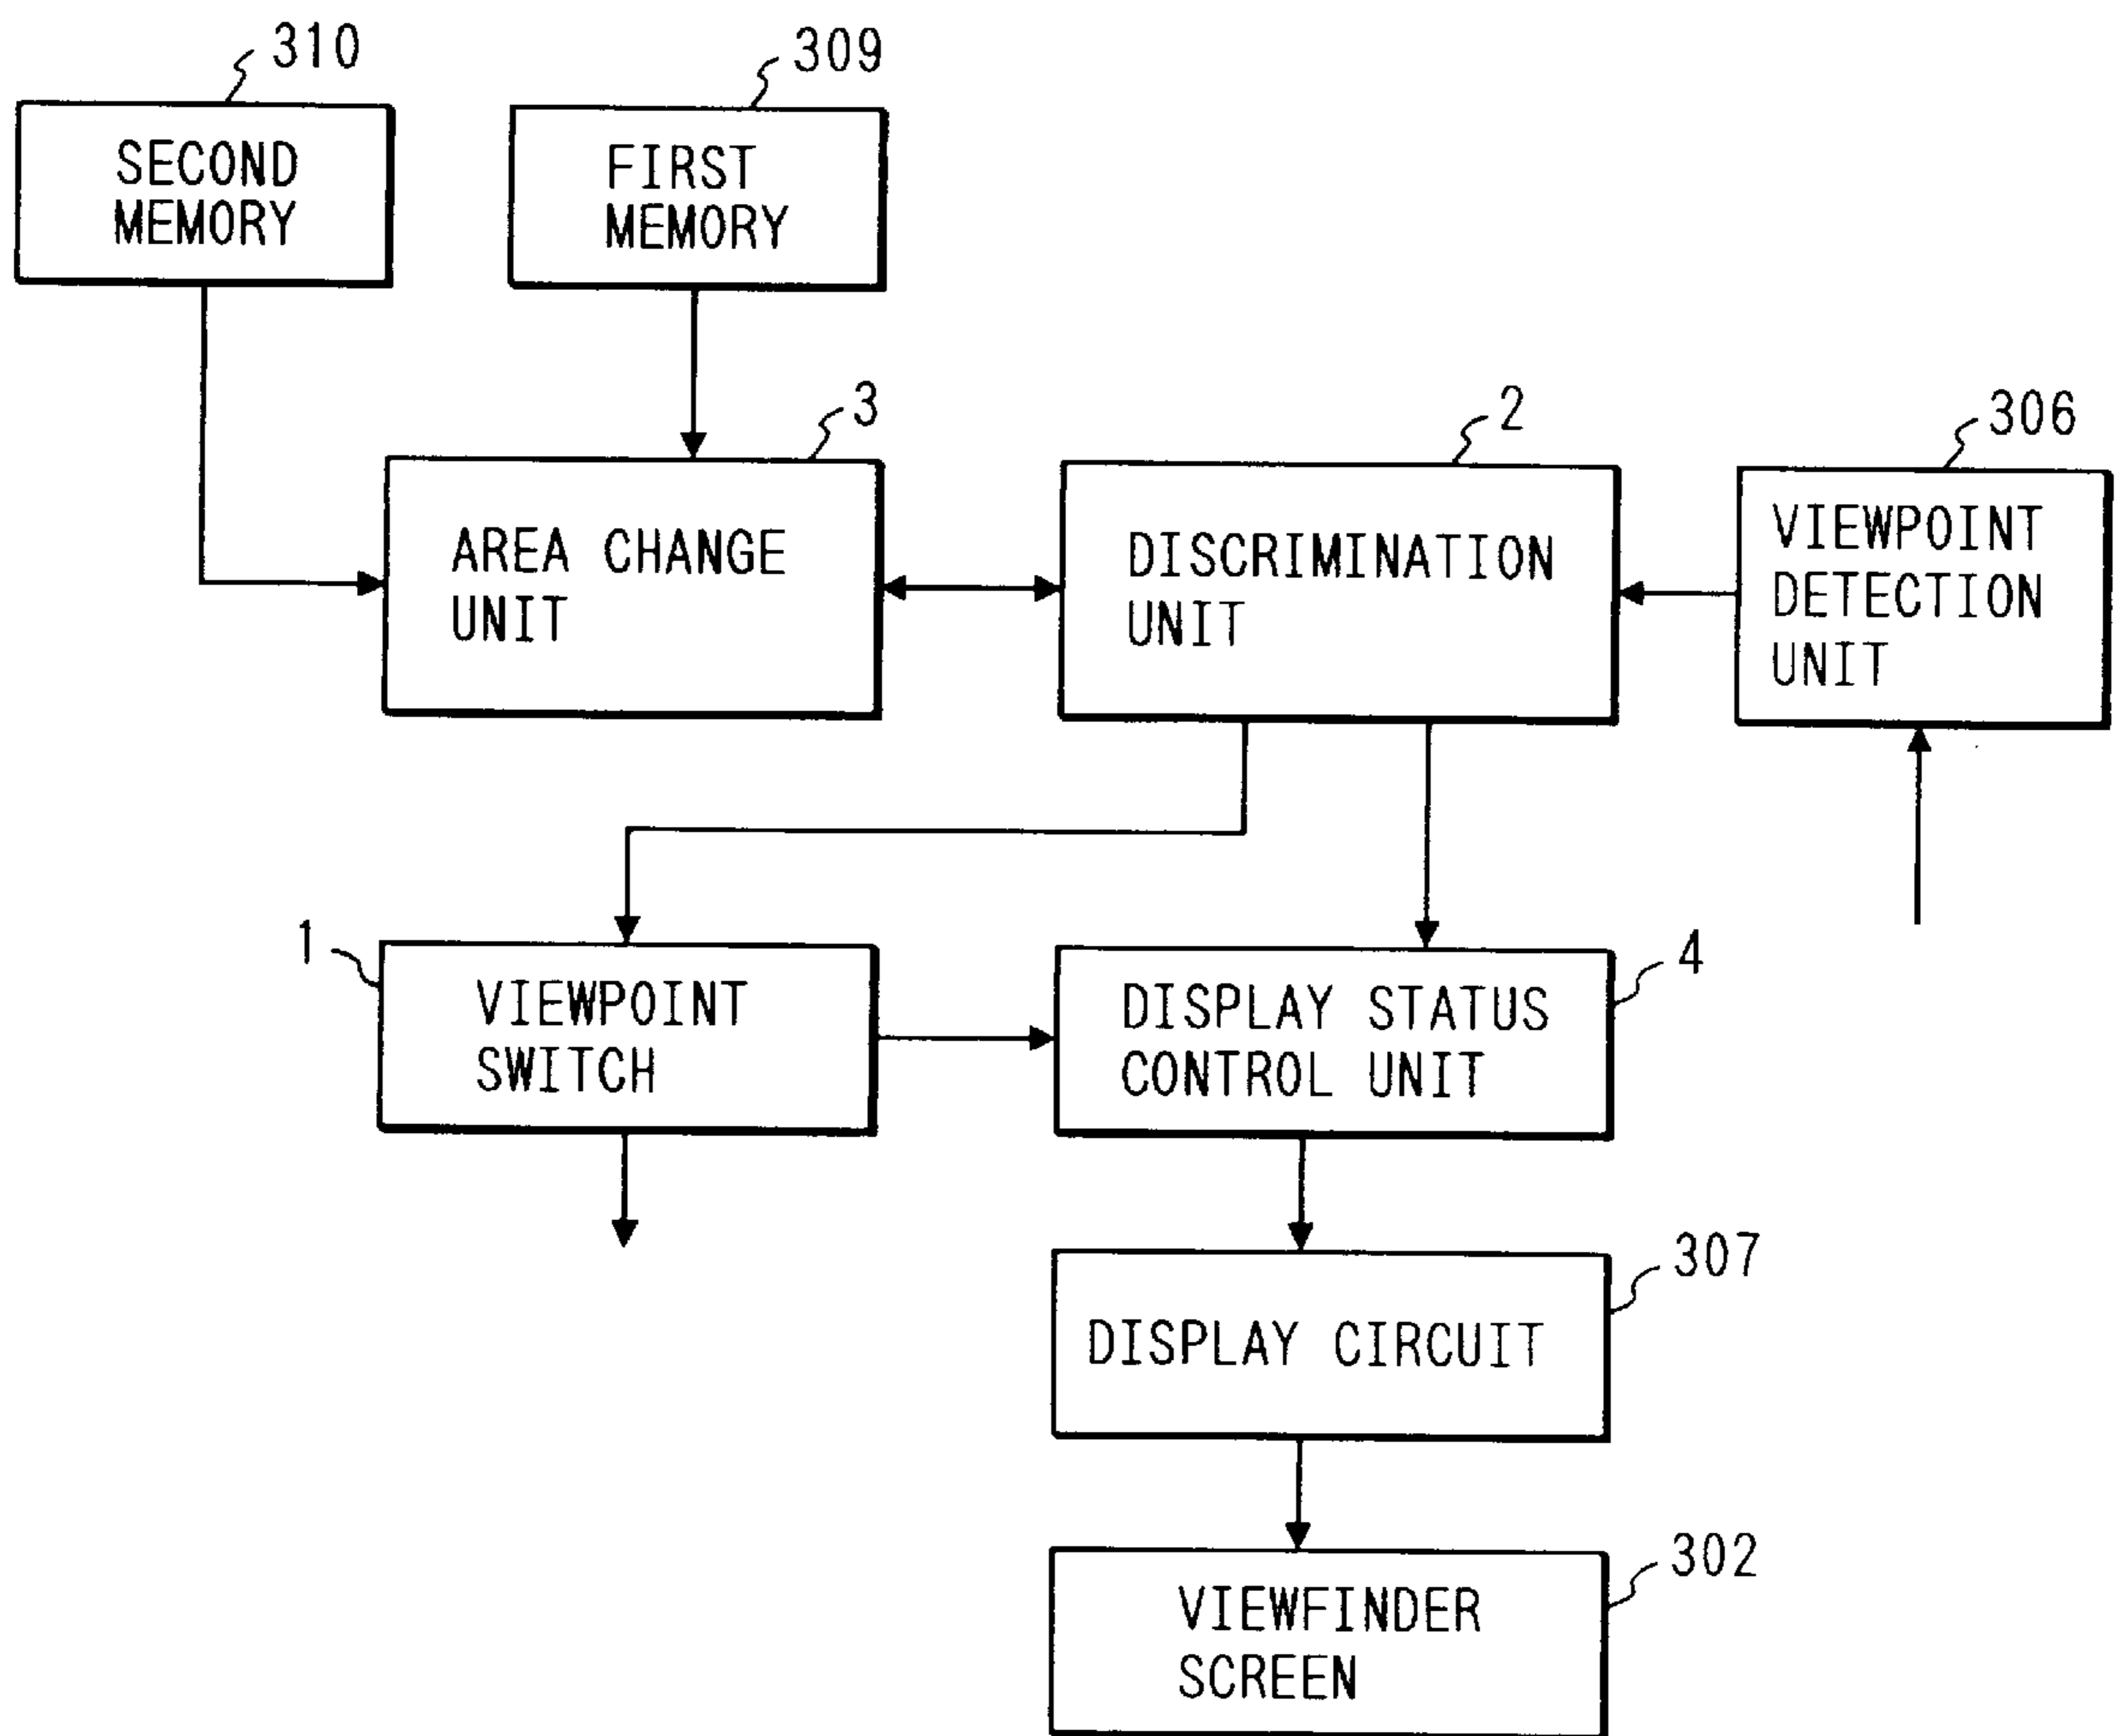 310
309
SECOND
MEMORY
FIRST
MEMORY
3
2
306
AREA CHANGE
UNIT
DISCRIMINATION
UNIT
VIEWPOINT
DETECTION
UNIT
1
VIEWPOINT
SWITCH
DISPLAY STATUS
CONTROL UNIT
4
307
DISPLAY CIRCUIT
302
VIEWFINDER
SCREEN